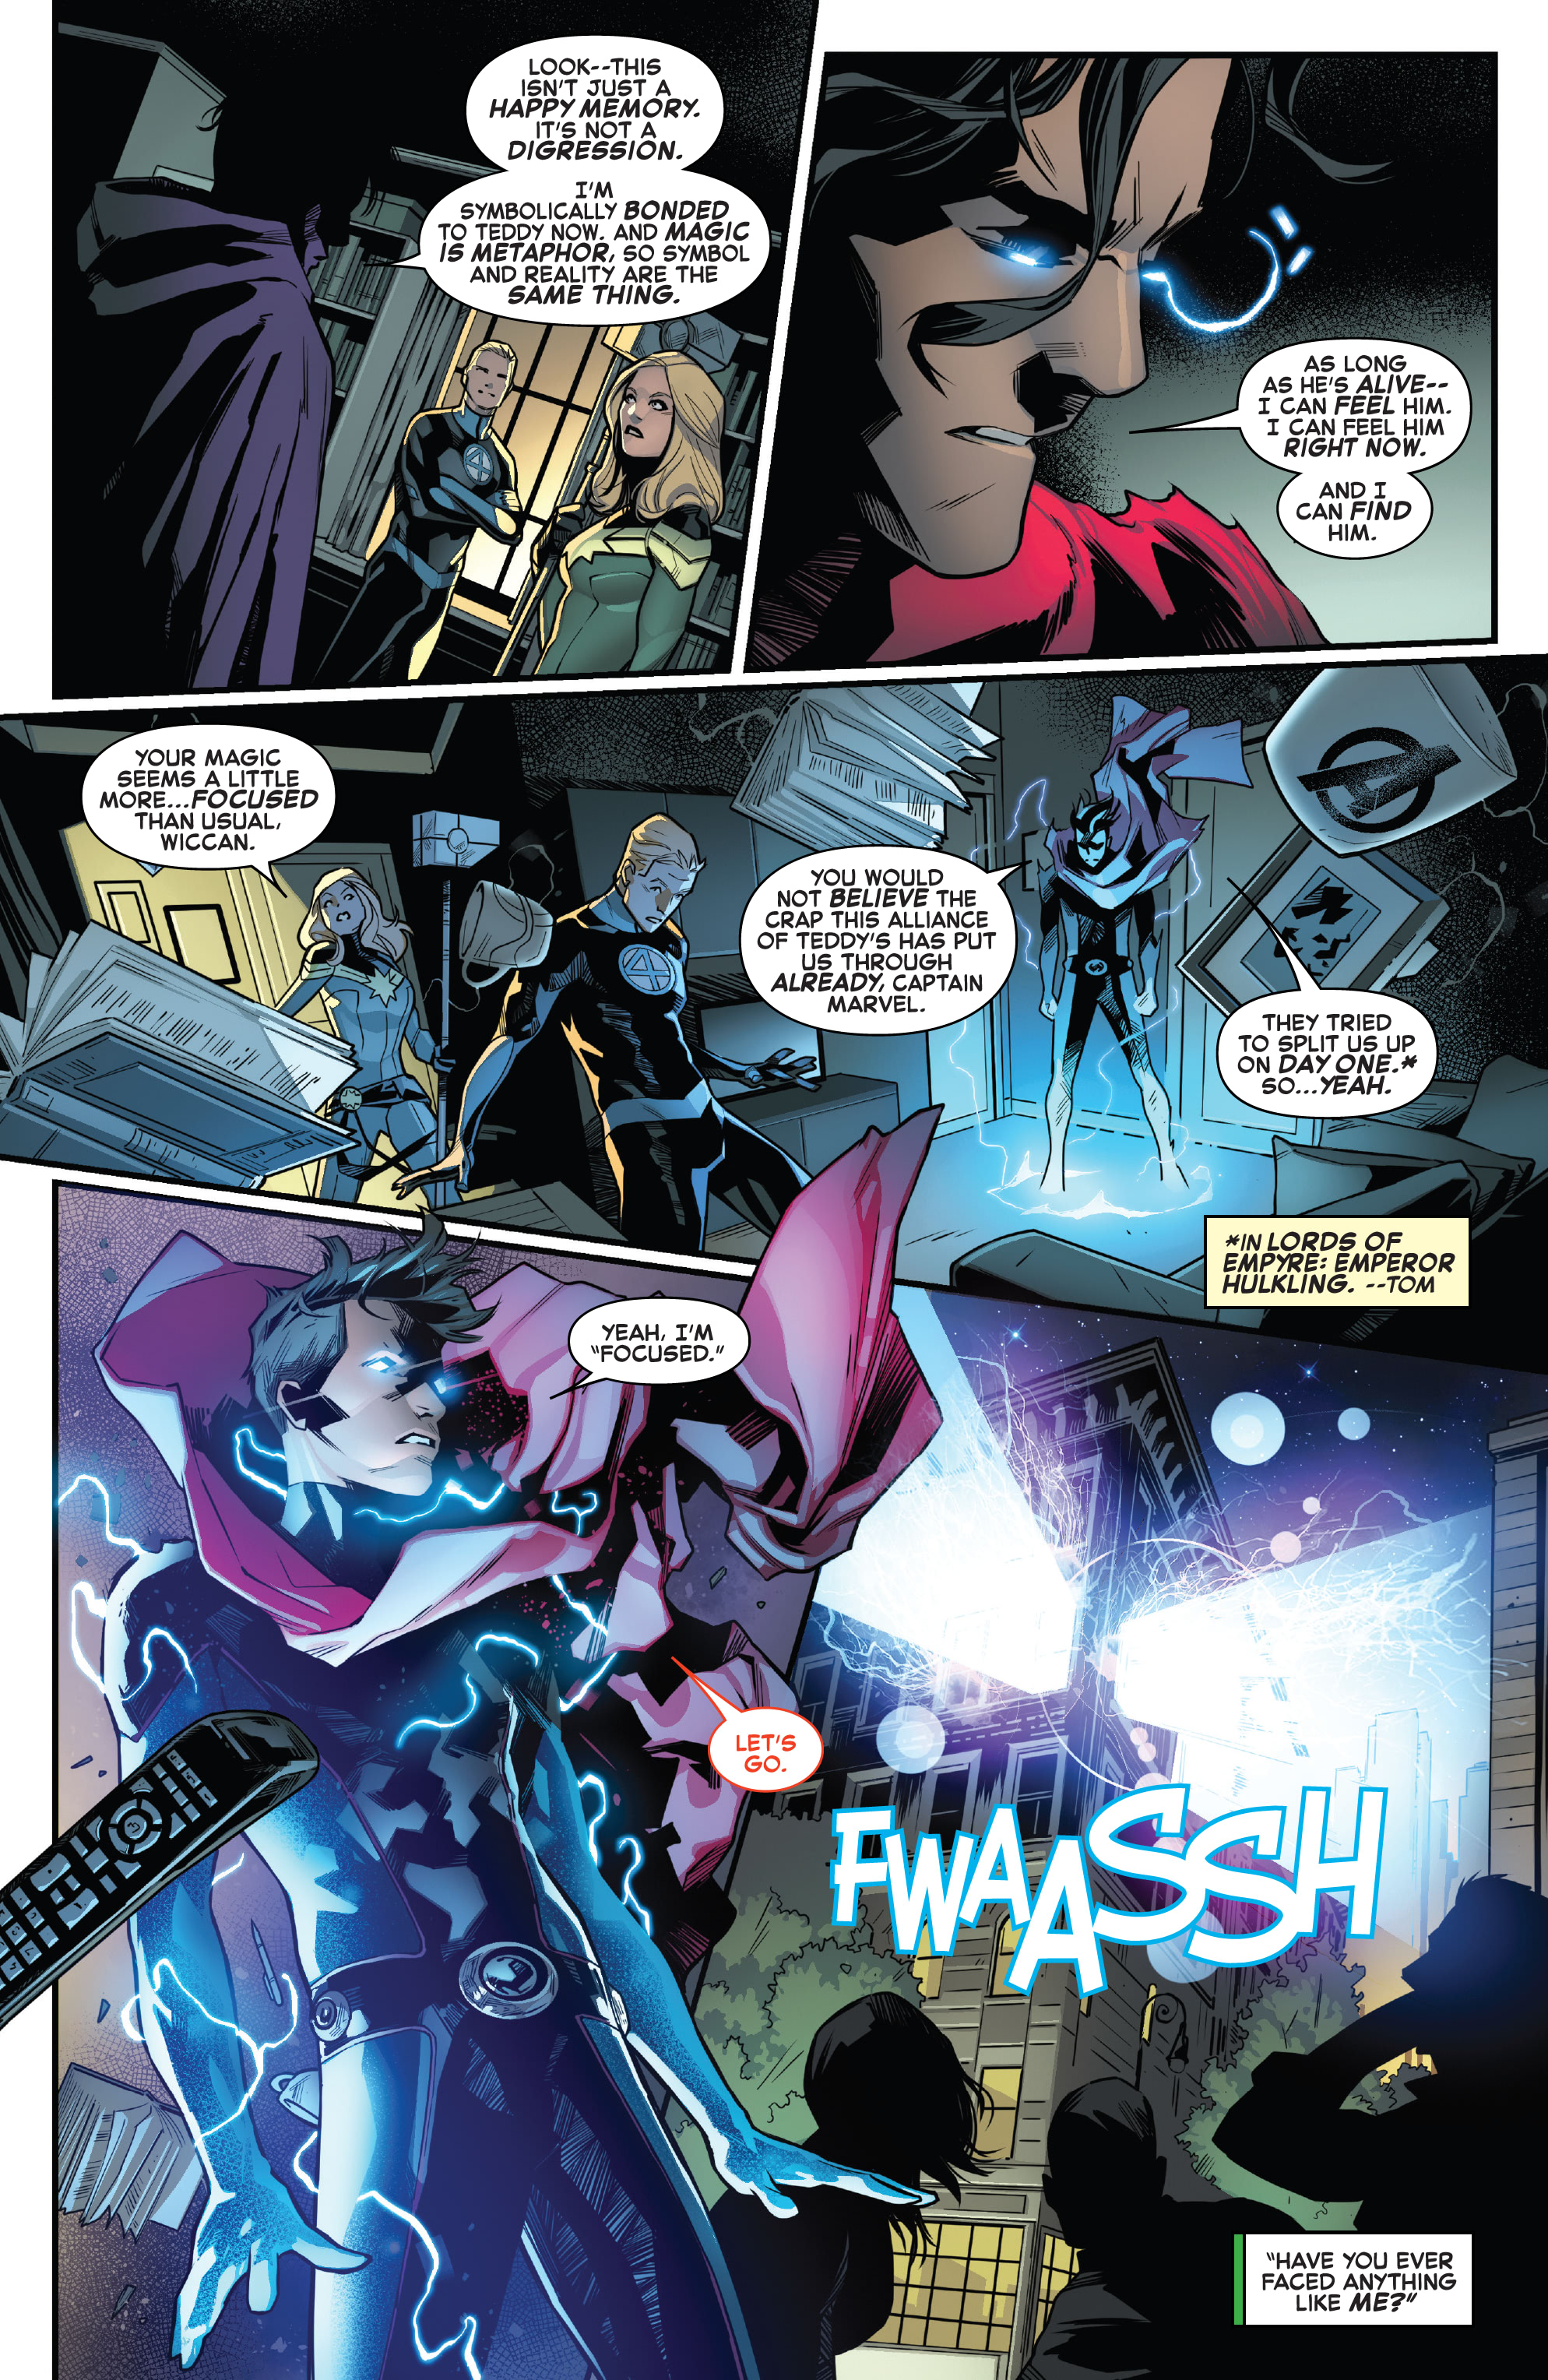 LOOK--THIS
ISN'T JUST A
HAPPY MEMORY.
IT'S NOT A
DIGRESSION.
I'M
SYMBOLICALLY BONDED
TO TEDDY NOW. AND MAGIC
IS METAPHOR, SO SYMBOL
AND REALITY ARE THE
SAME THING.
AS LONG
AS HE'S ALIVE--
I CAN FEEL HIM.
I CAN FEEL HIM
RIGHT NOW.
AND I
CAN FIND
HIM.
YOUR MAGIC
SEEMS A LITTLE
MORE...FOCUSED
THAN USUAL,
WICCAN.
YOU WOULD
NOT BELIEVE THE
CRAP THIS ALLIANCE
OF TEDDY'S HAS PUT
US THROUGH
ALREADY, CAPTAIN
MARVEL.
THEY TRIED
TO SPLIT US UP
ON DAY ONE.*
SO...YEAH.
*IN LORDS OF
EMPYRE: EMPEROR
HULKLING. --TOM
YEAH, I'M
"FOCUSED."
LET'S
GO.
FWAASSH
"HAVE YOU EVER
FACED ANYTHING
LIKE ME?"